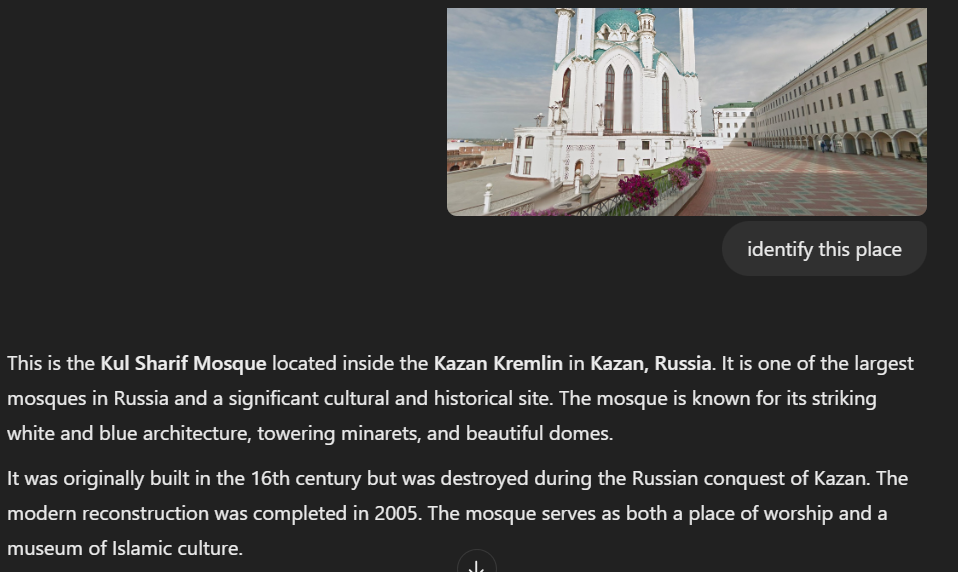 identify this place
This is the Kul Sharif Mosque located inside the Kazan Kremlin in Kazan, Russia. It is one of the largest
mosques in Russia and a significant cultural and historical site. The mosque is known for its striking
white and blue architecture, towering minarets, and beautiful domes.
It was originally built in the 16th century but was destroyed during the Russian conquest of Kazan. The
modern reconstruction was completed in 2005. The mosque serves as both a place of worship and a
museum of Islamic culture.